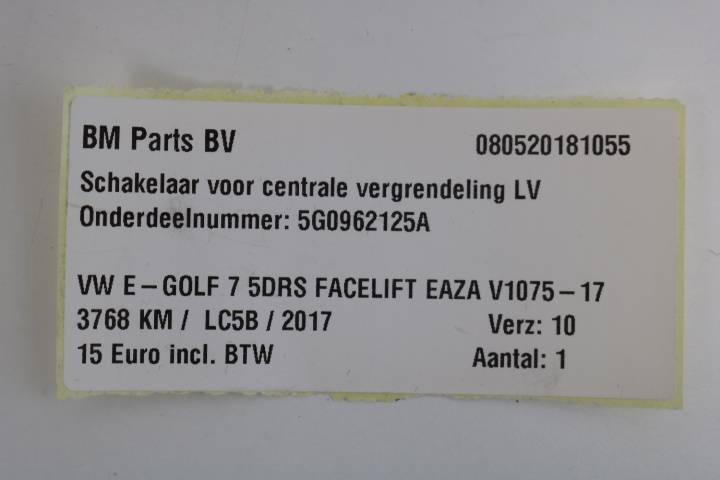 BM Parts BV 080520181055
Schakelaar voor centrale vergrendeling LV
Onderdeelnummer: 5G0962125A
VW E-GOLF 7 5DRS FACELIFT EAZA V1075-17
3768 KM / LC5B / 2017 Verz: 10
15 Euro incl. BTW Aantal: 1